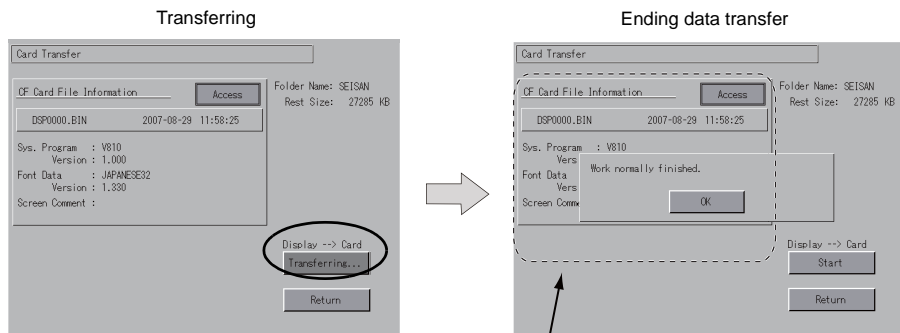 Transferring
Card Transfer
CF Card File Information
Access
Folder Name: SEISAN
Rest Size: 27285 KB
DSP0000.BIN 2007-08-29 11:58:25
Sys. Program : V810
Version : 1.000
Font Data : JAPANESE32
Version : 1.330
Screen Comment :
Display --> Card
Transferring...
Return
Ending data transfer
Card Transfer
CF Card File Information
Access
Folder Name: SEISAN
Rest Size: 27285 KB
DSP0000.BIN 2007-08-29 11:58:25
Sys. Program : V810
Vers
Font Data
Vers
Screen Comm
Work normally finished.
OK
Display --> Card
Start
Return